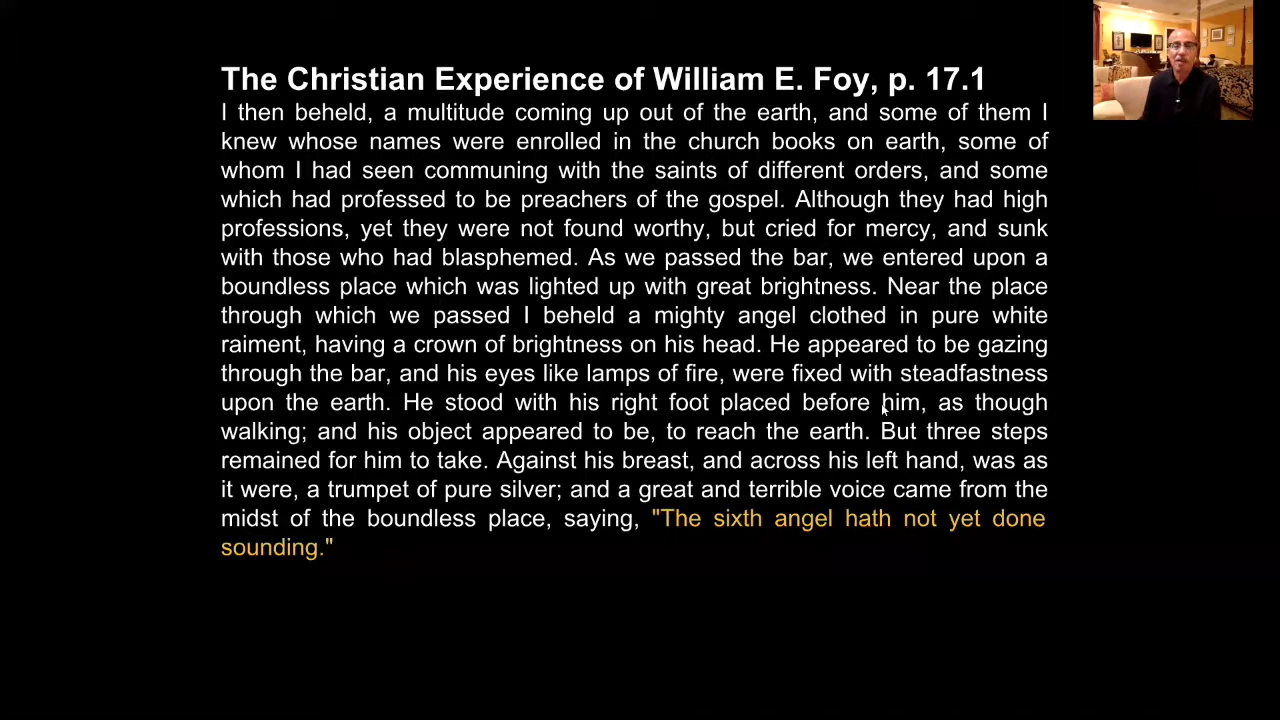 The Christian Experience of William E. Foy, p. 17.1
I then beheld, a multitude coming up out of the earth, and some of them I
knew whose names were enrolled in the church books on earth, some of
whom I had seen communing with the saints of different orders, and some
which had professed to be preachers of the gospel. Although they had high
professions, yet they were not found worthy, but cried for mercy, and sunk
with those who had blasphemed. As we passed the bar, we entered upon a
boundless place which was lighted up with great brightness. Near the place
through which we passed I beheld a mighty angel clothed in pure white
raiment, having a crown of brightness on his head. He appeared to be gazing
through the bar, and his eyes like lamps of fire, were fixed with steadfastness
upon the earth. He stood with his right foot placed before him, as though
walking; and his object appeared to be, to reach the earth. But three steps
remained for him to take. Against his breast, and across his left hand, was as
it were, a trumpet of pure silver; and a great and terrible voice came from the
midst of the boundless place, saying, "The sixth angel hath not yet done
sounding."